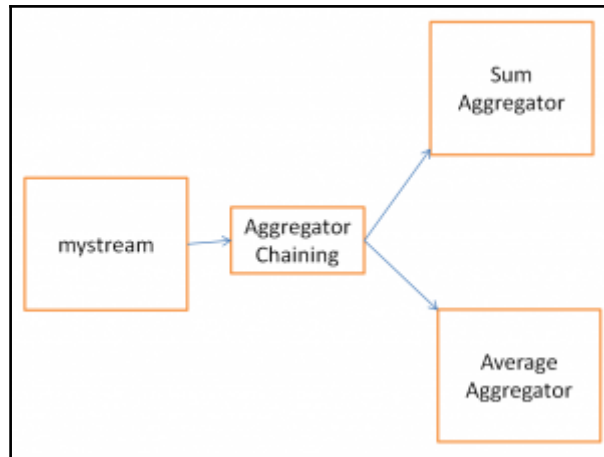 Sum
Aggregator
mystream
Aggregator
Chaining
Average
Aggregator